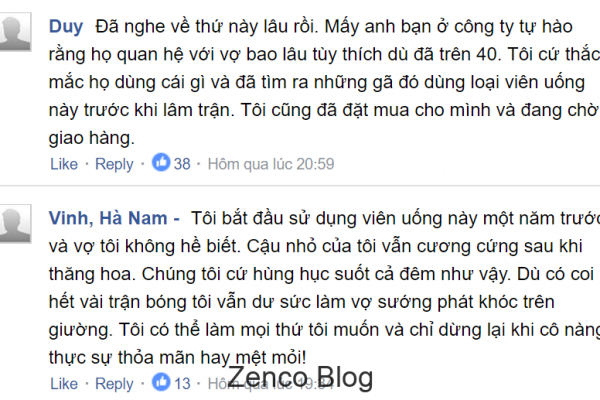 Duy Đã nghe về thứ này lâu rồi. Mấy anh bạn ở công ty tự hào
rằng họ quan hệ với vợ bao lâu tùy thích dù đã trên 40. Tôi cứ thắc
mắc họ dùng cái gì và đã tìm ra những gã đó dùng loại viên uống
này trước khi lâm trận. Tôi cũng đã đặt mua cho mình và đang chờ
giao hàng.
Like · Reply · 38 · Hôm qua lúc 20:59
Vinh, Hà Nam - Tôi bắt đầu sử dụng viên uống này một năm trước
và vợ tôi không hề biết. Cậu nhỏ của tôi vẫn cương cứng sau khi
thăng hoa. Chúng tôi cứ hùng hục suốt cả đêm như vậy. Dù có coi
hết vài trận bóng tôi vẫn dư sức làm vợ sướng phát khóc trên
giường. Tôi có thể làm mọi thứ tôi muốn và chỉ dừng lại khi cô nàng
thực sự thỏa mãn hay mệt mỏi!
Like · Reply · 13 · Hôm qua lúc
Zenco Blog